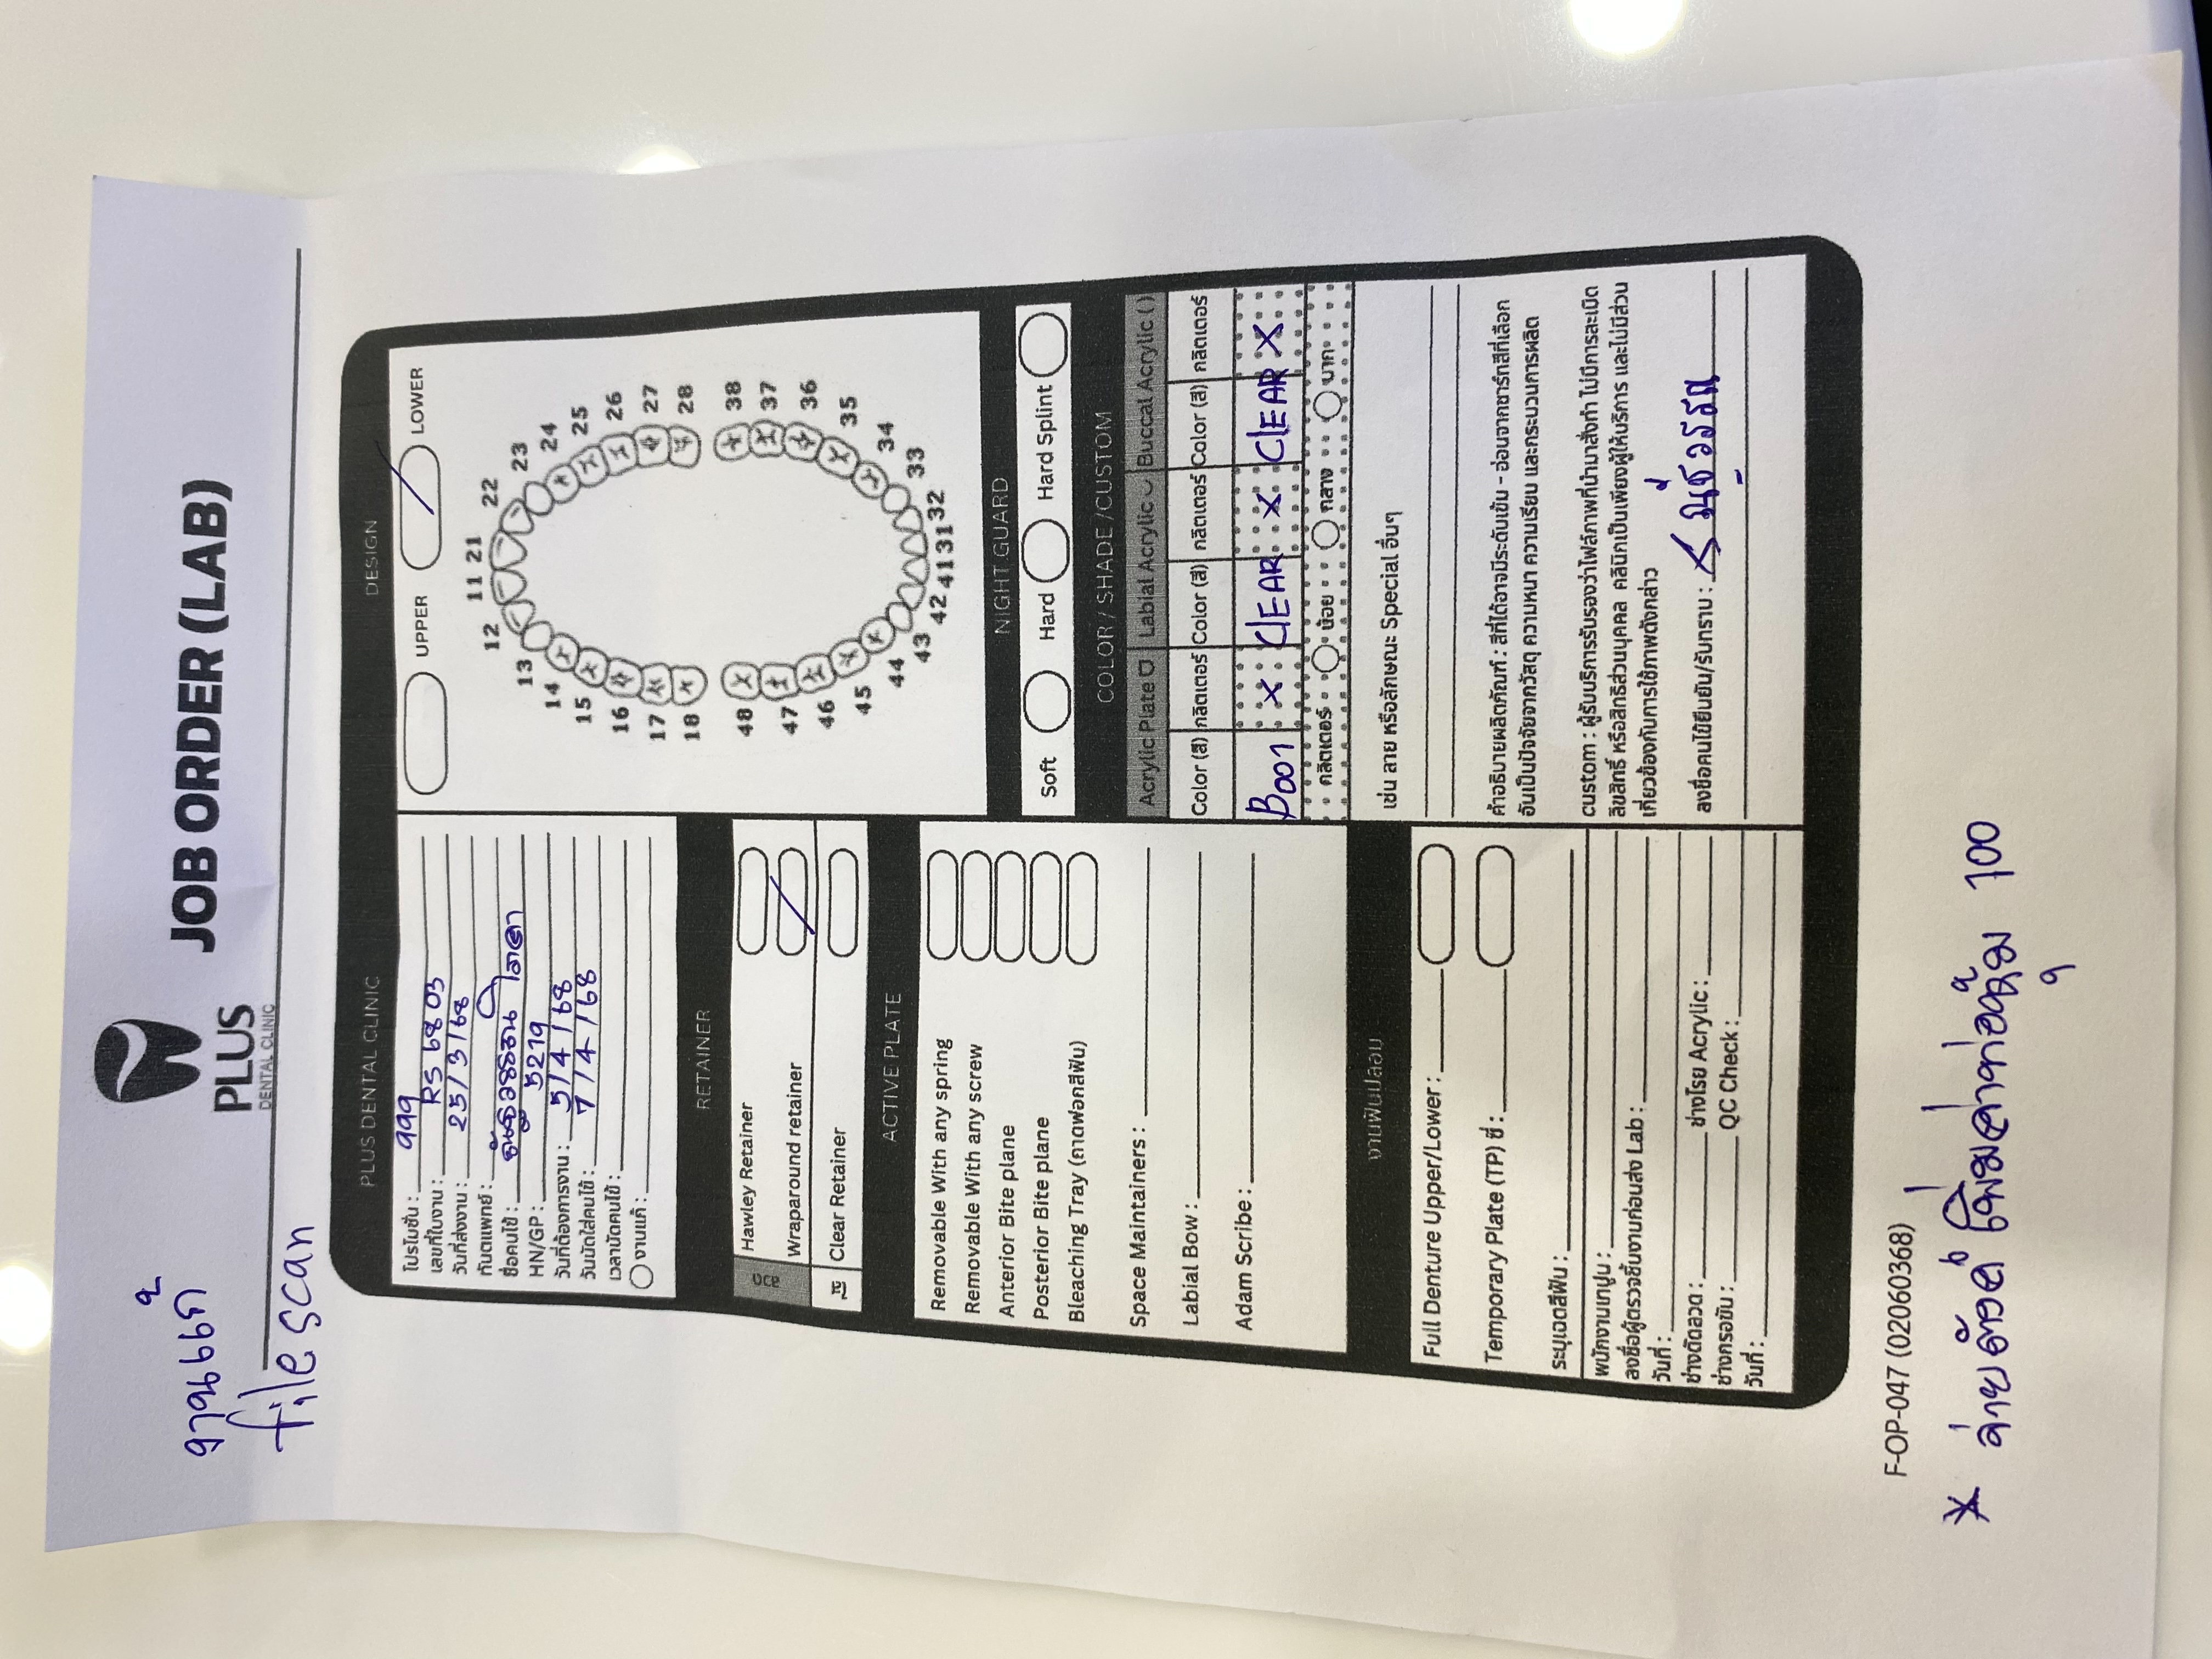 งานแก้
file scan
PLUS
DENTAL CLINIC
JOB ORDER (LAB)
PLUS DENTAL CLINIC
โปรโมชั่น : 999
เลขที่ใบงาน : RS 6803
วันที่ส่งงาน : 25/3/68
ทันตแพทย์ :
ชื่อคนไข้ :
HN/GP : 5219
วันที่ต้องการงาน : 5/4/68
วันนัดใส่คนไข้ : 7/4/68
เวลานัดคนไข้ :
งานแก้ :
RETAINER
ลวด
Hawley Retainer
Wraparound retainer
ใส
Clear Retainer
ACTIVE PLATE
Removable With any spring
Removable With any screw
Anterior Bite plane
Posterior Bite plane
Bleaching Tray (ถาดฟอกสีฟัน)
Space Maintainers :
Labial Bow :
Adam Scribe :
งานฟันปลอม
Full Denture Upper/Lower :
Temporary Plate (TP) ซี่ :
ระบุเฉดสีฟัน :
พนักงานเทปูน :
ลงชื่อผู้ตรวจชิ้นงานก่อนส่ง Lab :
วันที่ :
ช่างดัดลวด : ช่างโรย Acrylic :
ช่างกรอขัน : QC Check :
วันที่ :
DESIGN
UPPER LOWER
11 21
12 22
13 23
14 24
15 25
16 26
17 27
18 28
48 38
47 37
46 36
45 35
44 34
43 33
42 41 31 32
NIGHT GUARD
Soft Hard Hard Splint
COLOR / SHADE /CUSTOM
Acrylic Plate Labial Acrylic Buccal Acrylic ()
Color (สี) กลิตเตอร์ Color (สี) กลิตเตอร์ Color (สี) กลิตเตอร์
B001 X CLEAR X CLEAR X
กลิตเตอร์ น้อย กลาง มาก
เช่น ลาย หรือลักษณะ Special อื่นๆ
คำอธิบายผลิตภัณฑ์ : สีที่ได้อาจมีระดับเข้ม - อ่อนจากชาร์ทสีที่เลือก
อันเป็นปัจจัยจากวัสดุ ความหนา ความเรียบ และกระบวนการผลิต
custom : ผู้รับบริการรับรองว่าไฟล์ภาพที่นำมาสั่งทำ ไม่มีการละเมิด
ลิขสิทธิ์ หรือสิทธิส่วนบุคคล คลินิกเป็นเพียงผู้ให้บริการ และไม่มีส่วน
เกี่ยวข้องกับการใช้ภาพดังกล่าว
ลงชื่อคนไข้ยืนยัน/รับทราบ :
F-OP-047 (02060368)
* จ่ายตังค์ เพิ่มค่าท่อหุ้ม 100